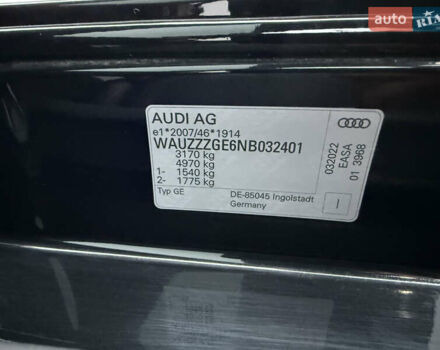 auto RIA
AUDI AG
e1*2007/46*1914
WAUZZZGE6NB032401
3170 kg
4970 kg
1- 1540 kg
2- 1775 kg
Typ GE
DE-85045 Ingolstadt
Germany
032022
EASA
01 3968
I